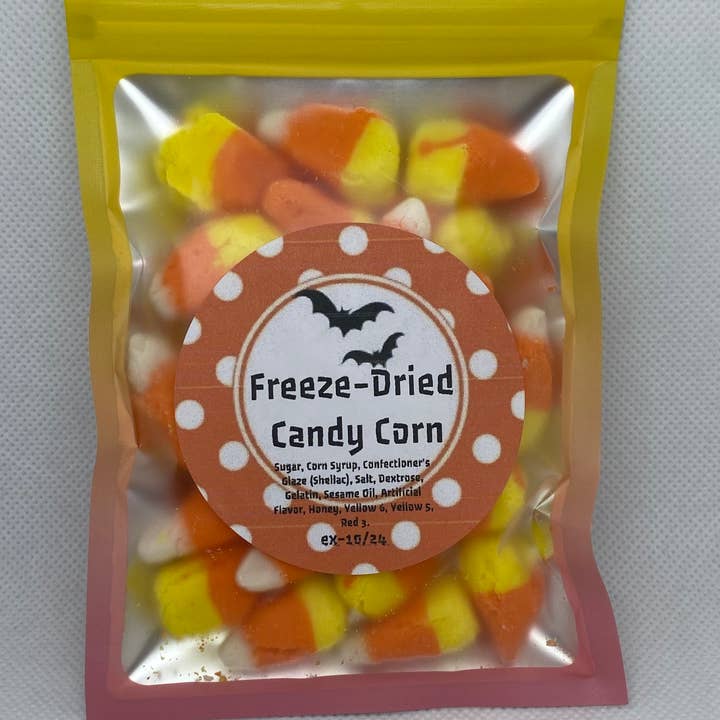 Freeze-Dried
Candy Corn
Sugar, Corn Syrup, Confectioner's
Glaze (Shellac), Salt, Dextrose,
Gelatin, Sesame Oil, Artificial
Flavor, Honey, Yellow 6, Yellow 5,
Red 3.
ex-10/24